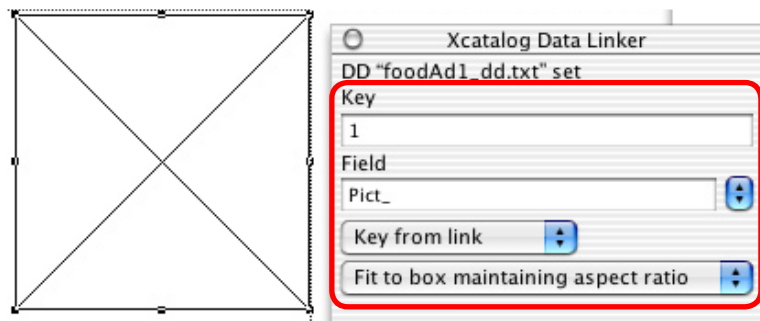 Xcatalog Data Linker
DD “foodAd1_dd.txt” set
Key
1
Field
Pict_
Key from link
Fit to box maintaining aspect ratio